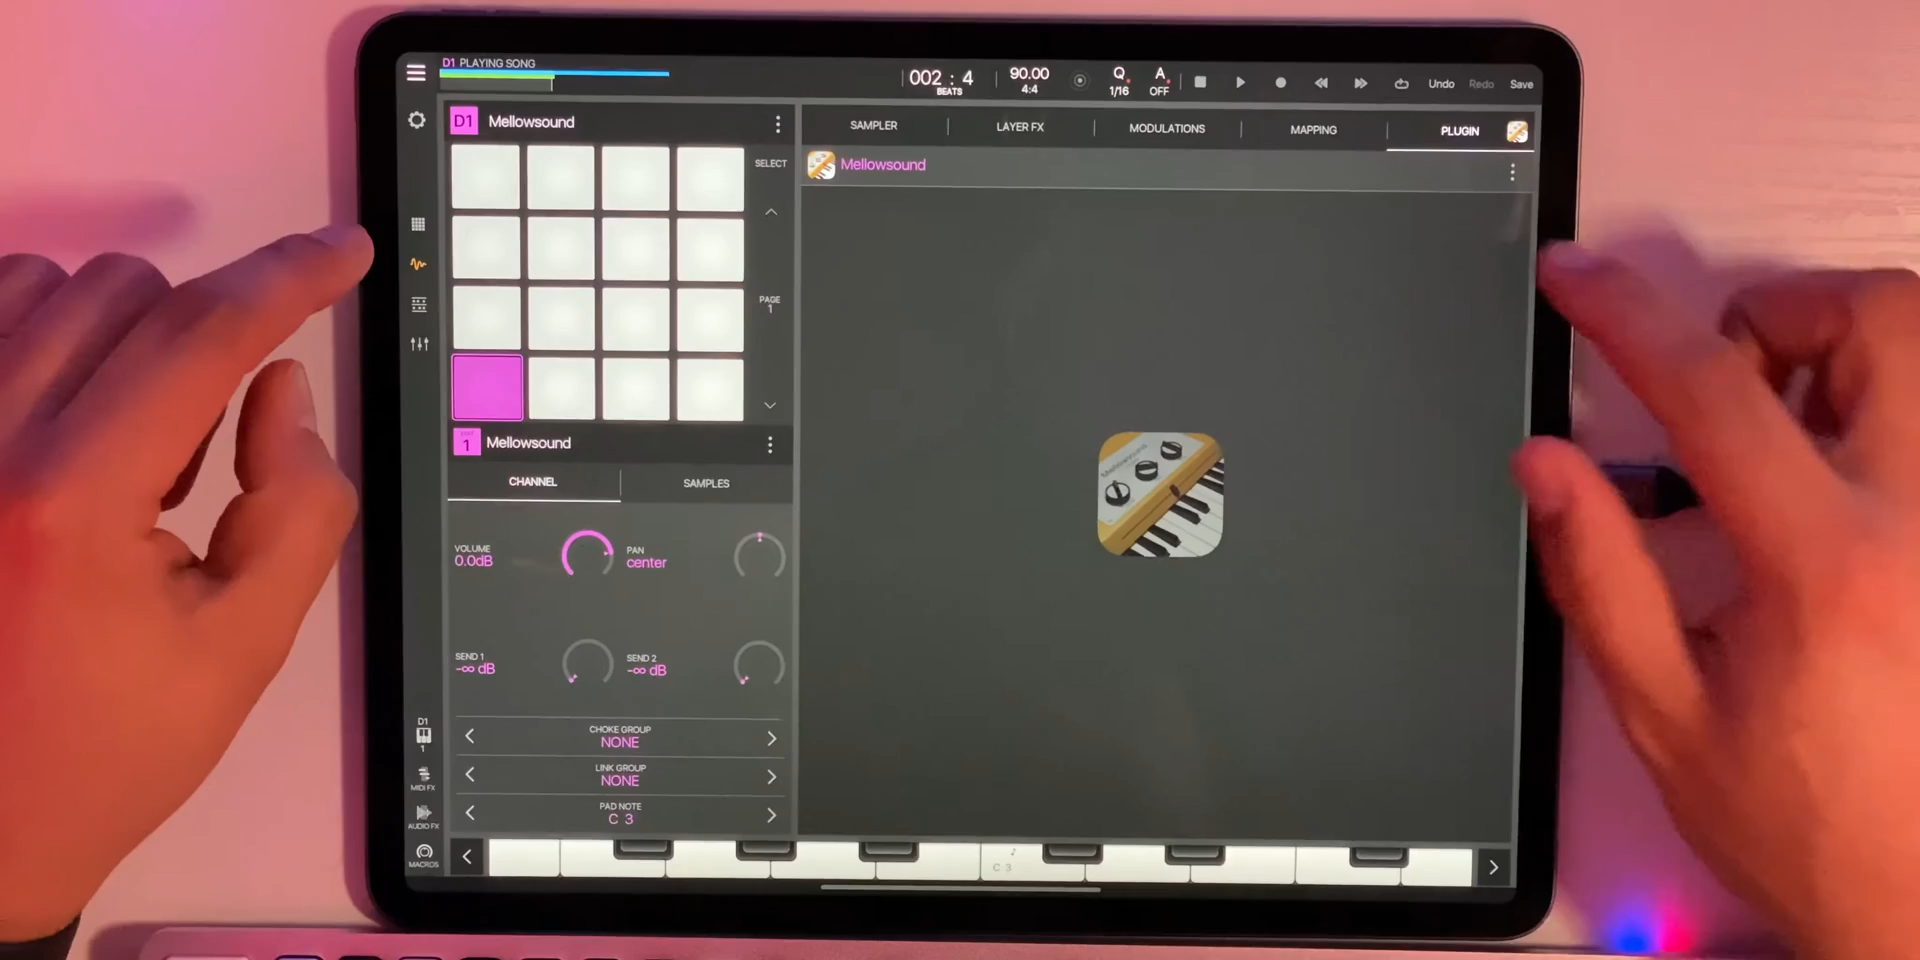 D1 PLAYING SONG
002 : 4
BEATS
90.00
4:4
Q
1/16
A
OFF
Undo
Redo
Save
D1 Mellowsound
SELECT
PAGE
1
SAMPLER
LAYER FX
MODULATIONS
MAPPING
PLUGIN
Mellowsound
1 Mellowsound
CHANNEL
SAMPLES
VOLUME
0.0dB
PAN
center
SEND 1
-∞ dB
SEND 2
-∞ dB
CHOKE GROUP
NONE
LINK GROUP
NONE
PAD NOTE
C 3
D1
1
MIDI FX
AUDIO FX
MACROS
C 3